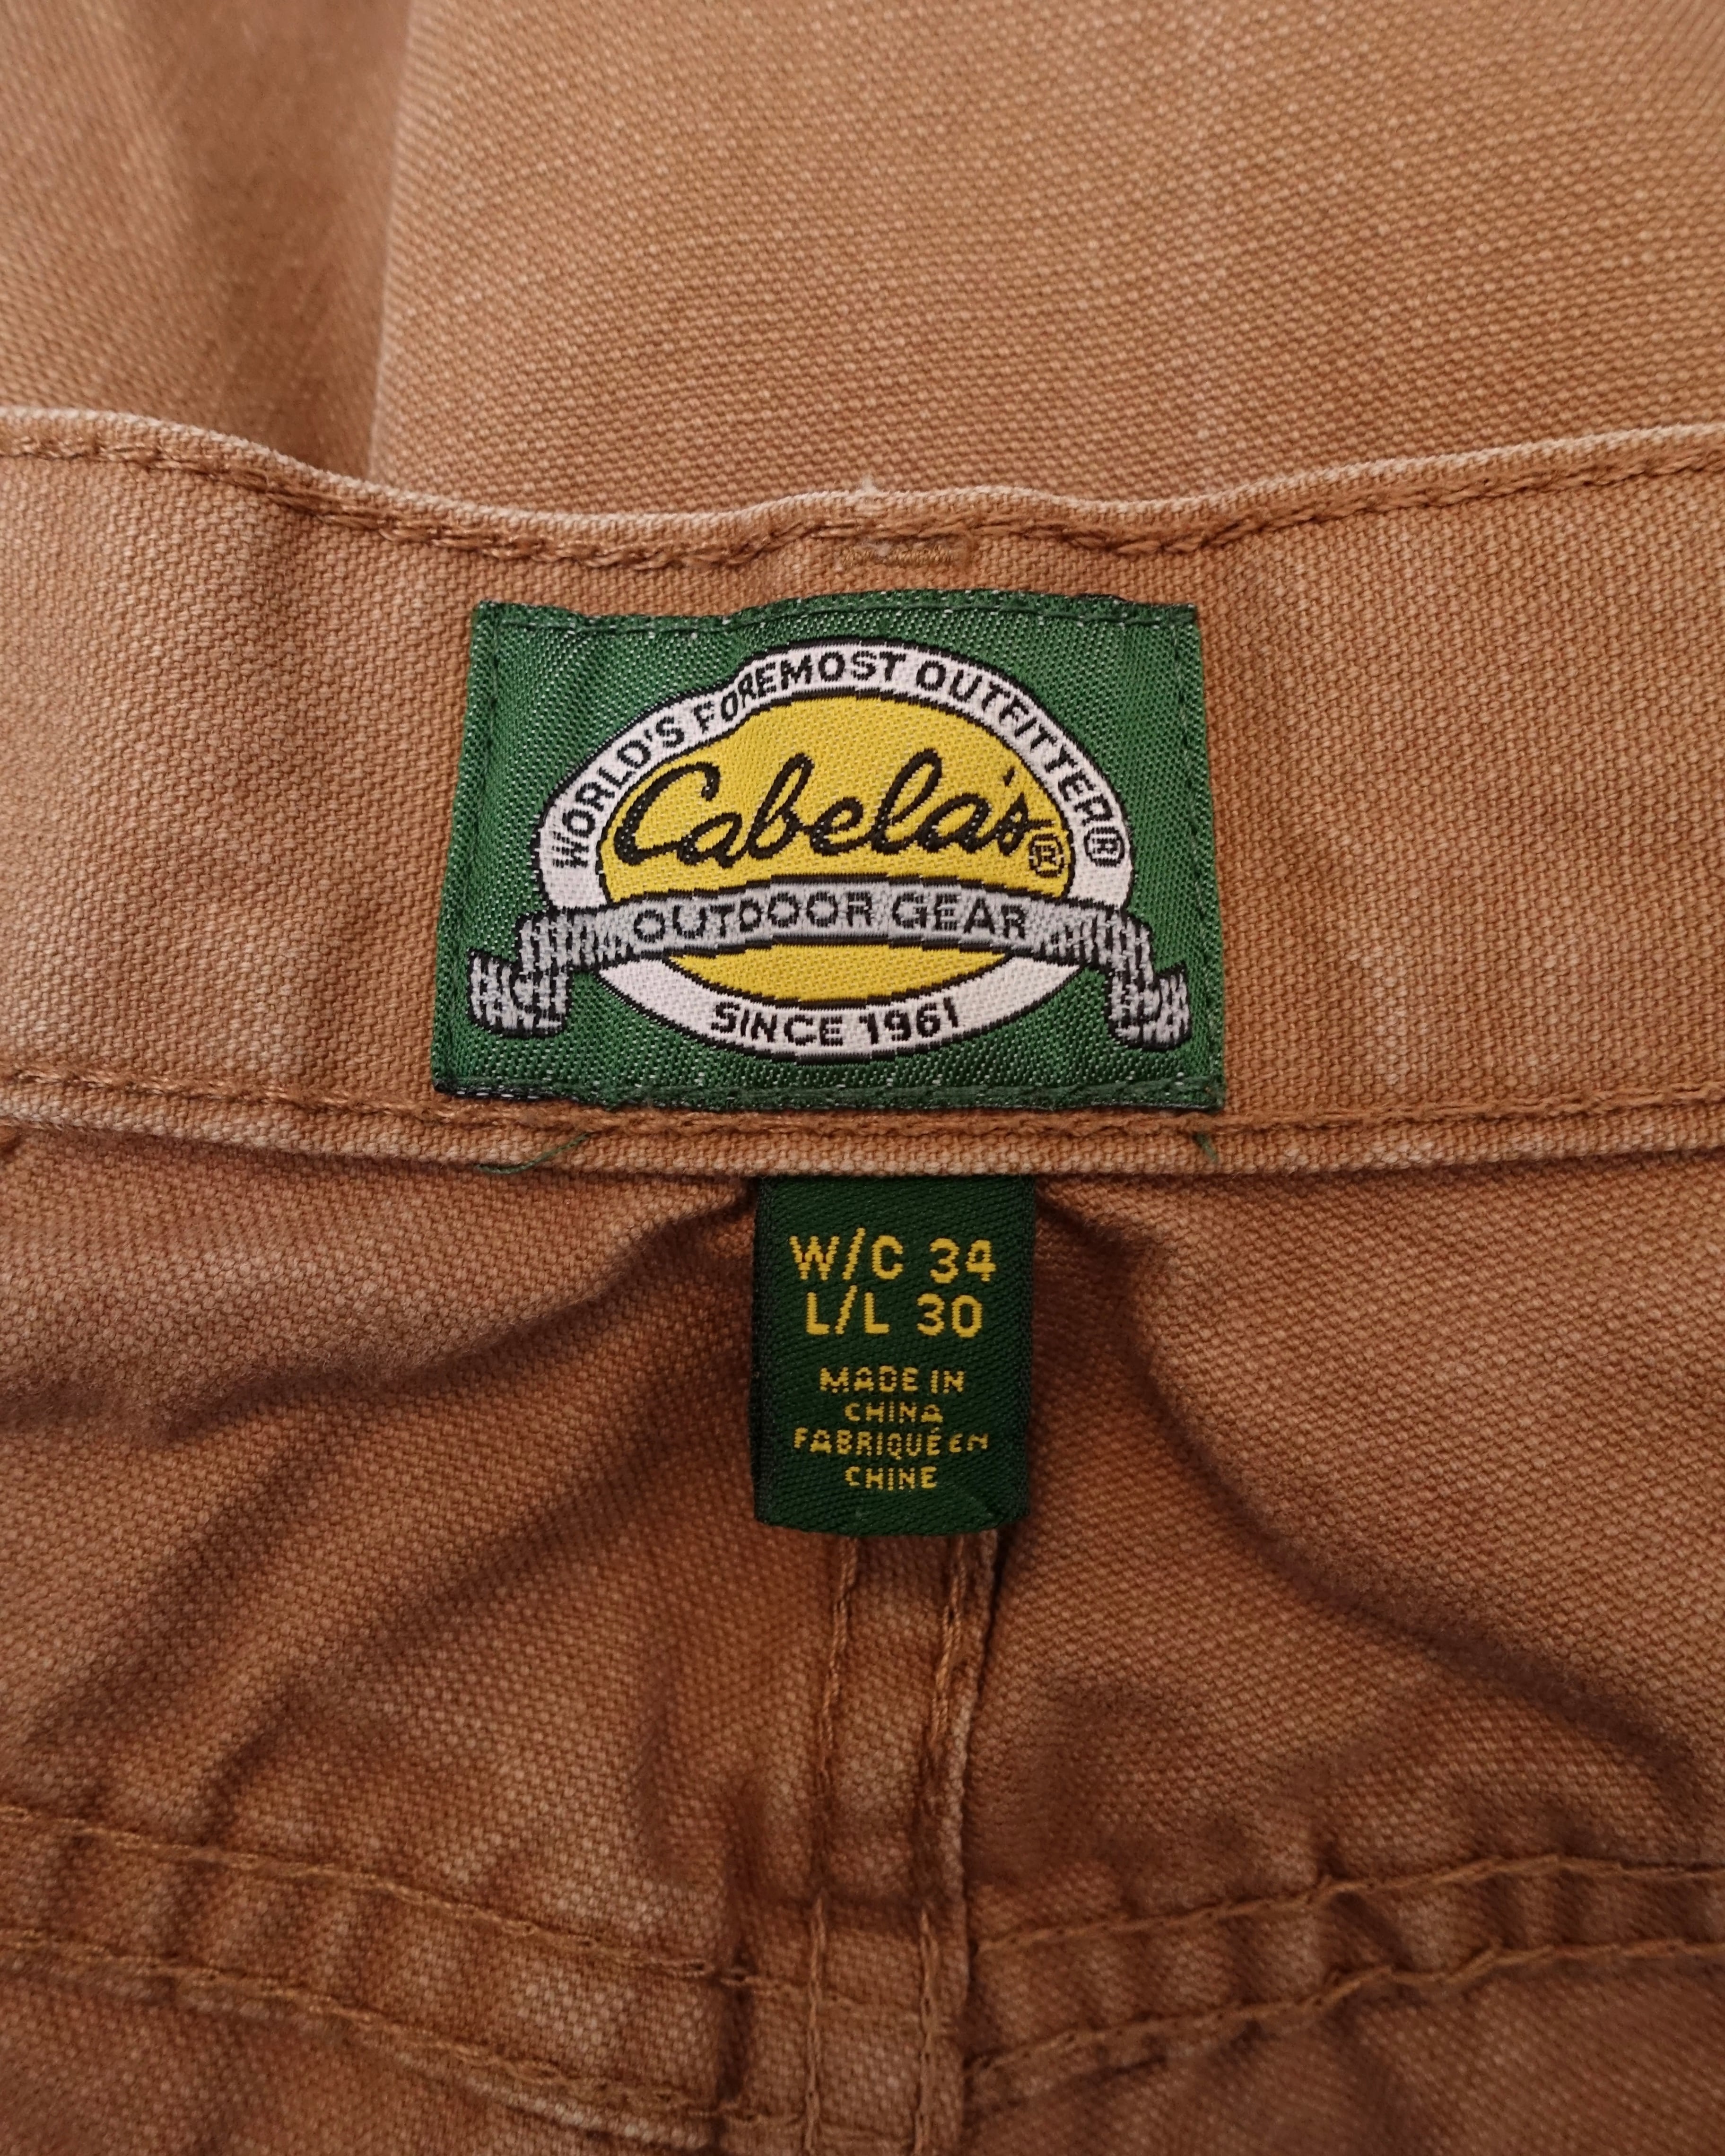 WORLD'S FOREMOST OUTFITTER®
Cabela's®
OUTDOOR GEAR
SINCE 1961
W/C 34
L/L 30
MADE IN
CHINA
FABRIQUÉ EN
CHINE